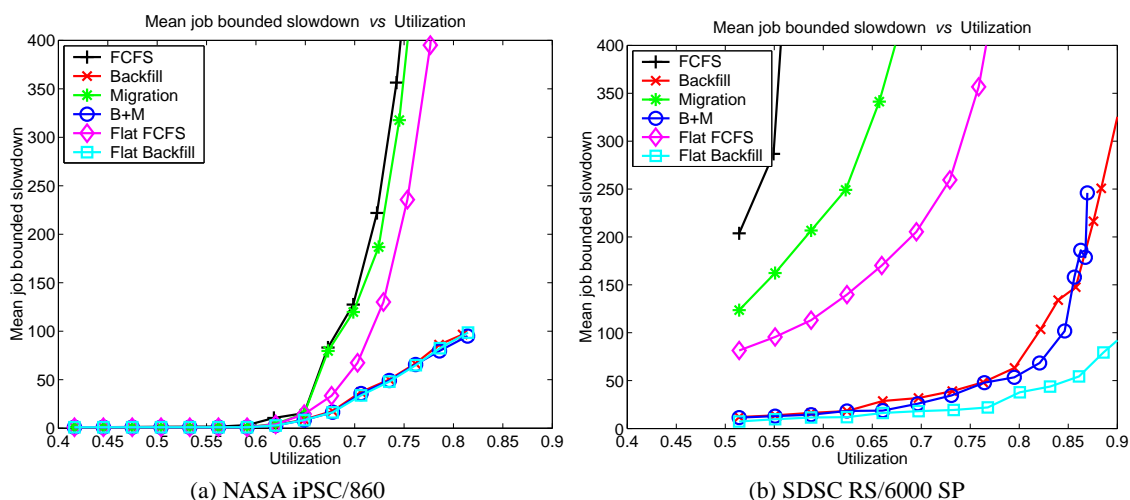 Mean job bounded slowdown vs Utilization
400
350
300
250
200
150
100
50
0
Mean job bounded slowdown
FCFS
Backfill
Migration
B+M
Flat FCFS
Flat Backfill
0.4 0.45 0.5 0.55 0.6 0.65 0.7 0.75 0.8 0.85 0.9
Utilization
(a) NASA iPSC/860
Mean job bounded slowdown vs Utilization
400
350
300
250
200
150
100
50
0
Mean job bounded slowdown
FCFS
Backfill
Migration
B+M
Flat FCFS
Flat Backfill
0.4 0.45 0.5 0.55 0.6 0.65 0.7 0.75 0.8 0.85 0.9
Utilization
(b) SDSC RS/6000 SP